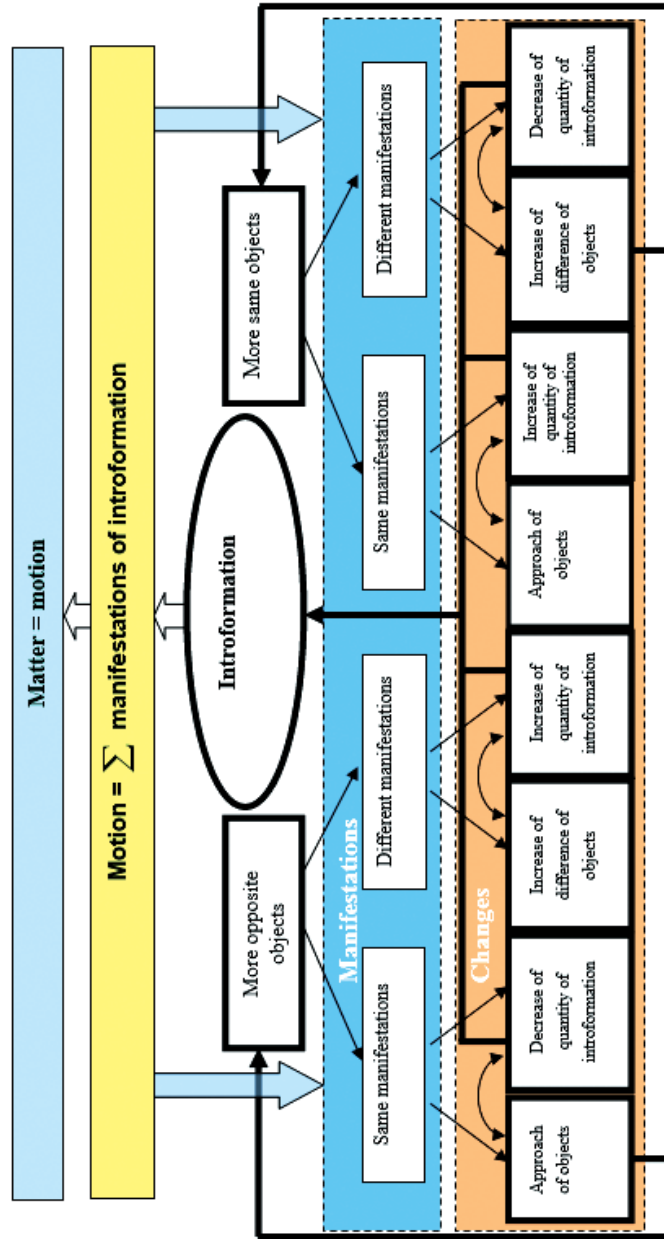 Matter = motion
Motion = ∑ manifestations of introformation
More opposite
objects
Introformation
More same objects
Manifestations
Same manifestations
Different manifestations
Same manifestations
Different manifestations
Changes
Approach
of objects
Decrease of
quantity of
introformation
Increase of
difference of
objects
Increase of
quantity of
introformation
Approach of
objects
Increase of
quantity of
introformation
Increase of
difference of
objects
Decrease of
quantity of
introformation